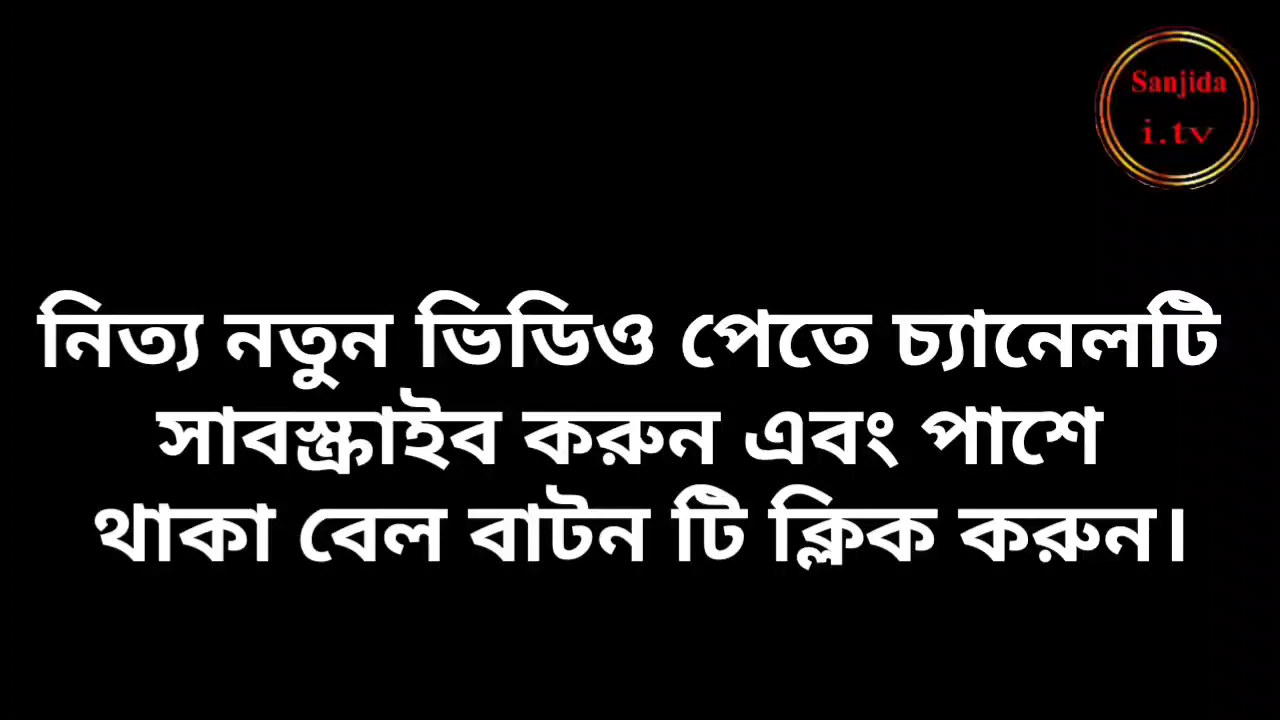 Sanjida
i.tv
নিত্য নতুন ভিডিও পেতে চ্যানেলটি
সাবস্ক্রাইব করুন এবং পাশে
থাকা বেল বাটন টি ক্লিক করুন।